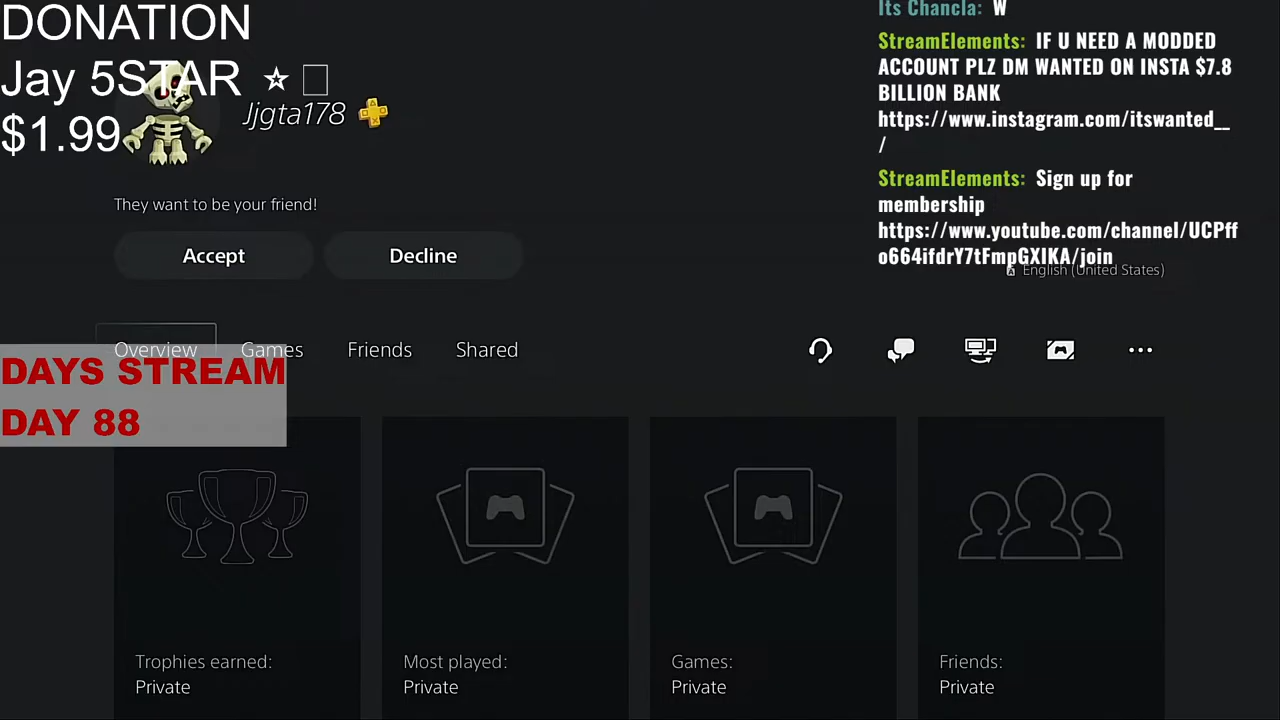 DONATION
Jay 5STAR ☆ □
$1.99
Jjgta178
They want to be your friend!
Accept
Decline
Its Chancla: W
StreamElements: IF U NEED A MODDED
ACCOUNT PLZ DM WANTED ON INSTA $7.8
BILLION BANK
https://www.instagram.com/itswanted__
/
StreamElements: Sign up for
membership
https://www.youtube.com/channel/UCPff
o664ifdrY7tFmpGXIKA/join
English (United States)
Overview
Games
Friends
Shared
DAYS STREAM
DAY 88
Trophies earned:
Private
Most played:
Private
Games:
Private
Friends:
Private